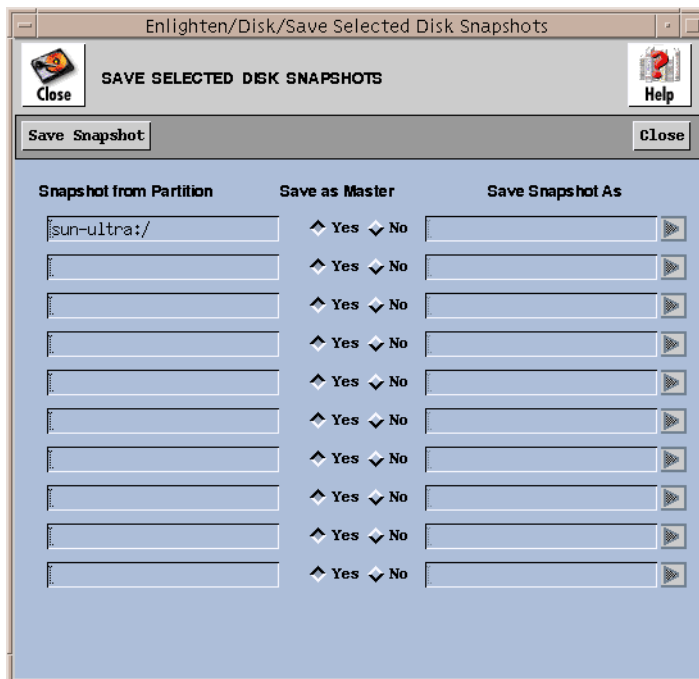 Enlighten/Disk/Save Selected Disk Snapshots
Close
SAVE SELECTED DISK SNAPSHOTS
Help
Save Snapshot
Close
Snapshot from Partition Save as Master Save Snapshot As
sun-ultra:/ Yes No
Yes No
Yes No
Yes No
Yes No
Yes No
Yes No
Yes No
Yes No
Yes No